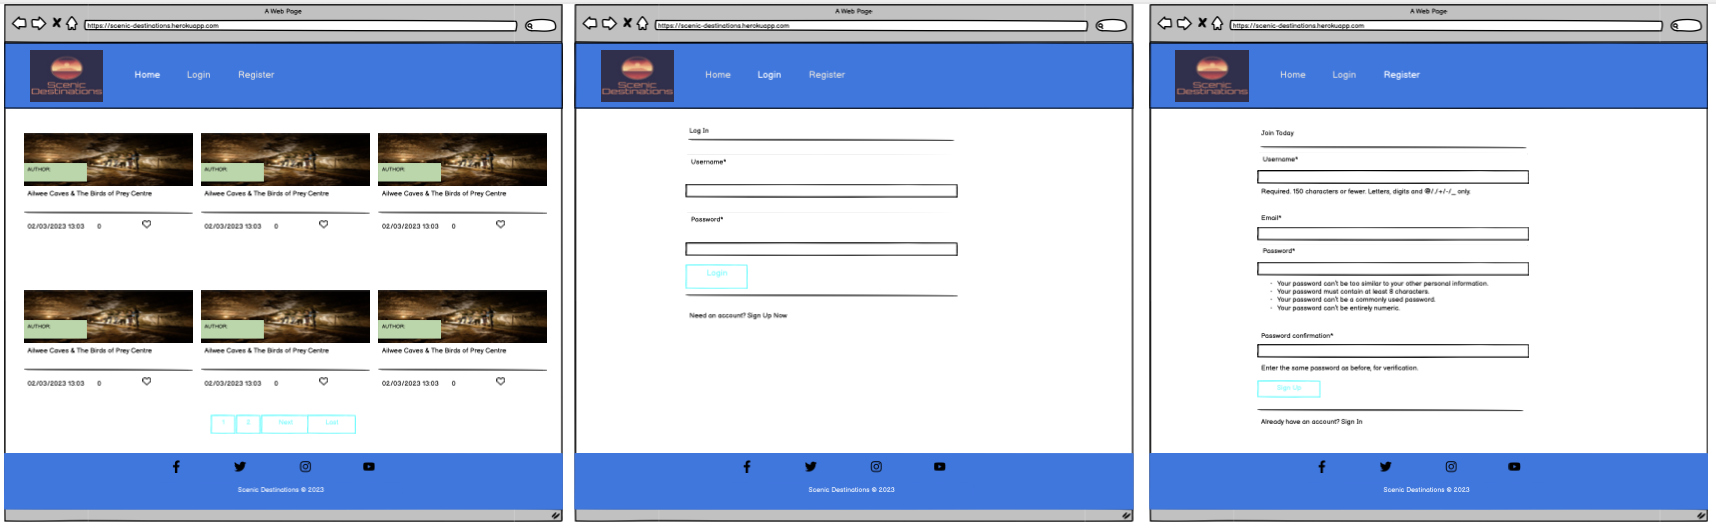 A Web Page
https://scenic-destinations.herokuapp.com
Scenic
Destinations
Home
Login
Register
AUTHOR:
AUTHOR:
AUTHOR:
Ailwee Caves & The Birds of Prey Centre
Ailwee Caves & The Birds of Prey Centre
Ailwee Caves & The Birds of Prey Centre
02/03/2023 13:03 0
02/03/2023 13:03 0
02/03/2023 13:03 0
AUTHOR:
AUTHOR:
AUTHOR:
Ailwee Caves & The Birds of Prey Centre
Ailwee Caves & The Birds of Prey Centre
Ailwee Caves & The Birds of Prey Centre
02/03/2023 13:03 0
02/03/2023 13:03 0
02/03/2023 13:03 0
1 2 Next Last
Scenic Destinations © 2023
A Web Page
https://scenic-destinations.herokuapp.com
Scenic
Destinations
Home
Login
Register
Log In
Username*
Password*
Login
Need an account? Sign Up Now
Scenic Destinations © 2023
A Web Page
https://scenic-destinations.herokuapp.com
Scenic
Destinations
Home
Login
Register
Join Today
Username*
Required. 150 characters or fewer. Letters, digits and @/./+/-/_ only.
Email*
Password*
· Your password can't be too similar to your other personal information.
· Your password must contain at least 8 characters.
· Your password can't be a commonly used password.
· Your password can't be entirely numeric.
Password confirmation*
Enter the same password as before, for verification.
Sign Up
Already have an account? Sign In
Scenic Destinations © 2023